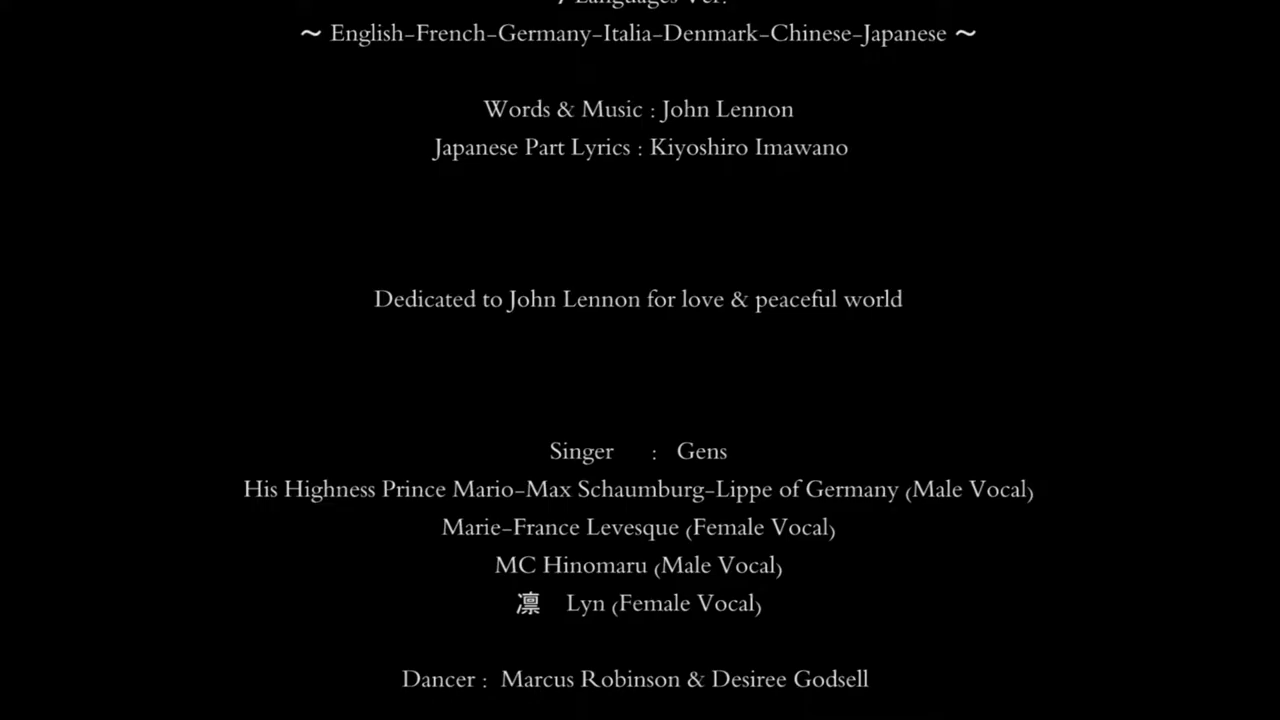 Languages Ver.
～ English-French-Germany-Italia-Denmark-Chinese-Japanese ～
Words & Music : John Lennon
Japanese Part Lyrics : Kiyoshiro Imawano
Dedicated to John Lennon for love & peaceful world
Singer : Gens
His Highness Prince Mario-Max Schaumburg-Lippe of Germany (Male Vocal)
Marie-France Levesque (Female Vocal)
MC Hinomaru (Male Vocal)
凛 Lyn (Female Vocal)
Dancer : Marcus Robinson & Desiree Godsell